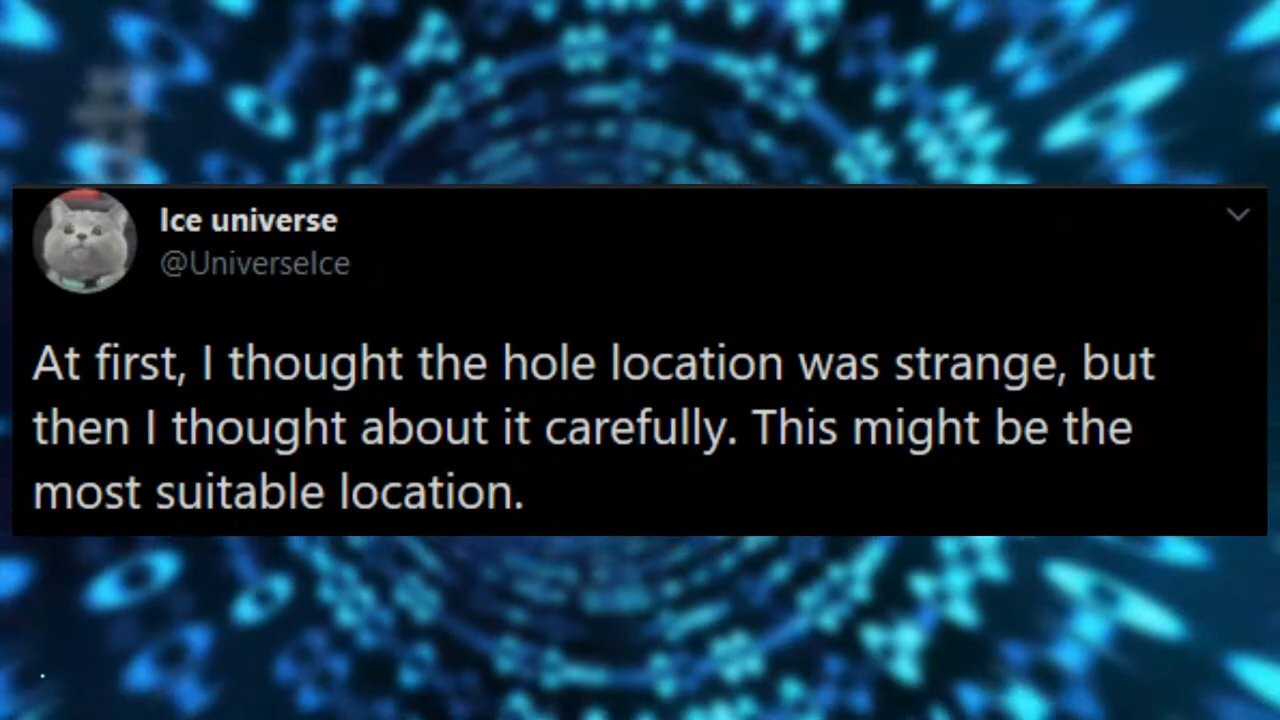 Ice universe
@UniverseIce
At first, I thought the hole location was strange, but
then I thought about it carefully. This might be the
most suitable location.